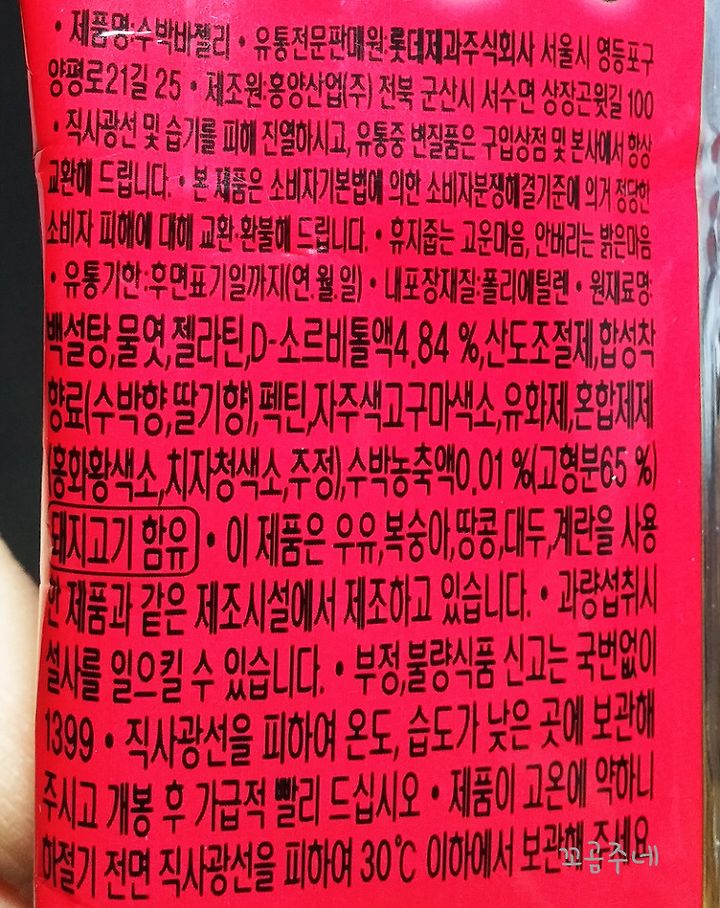 • 제품명:수박바젤리 • 유통전문판매원:롯데제과주식회사 서울시 영등포구
양평로21길 25 • 제조원:홍양산업(주) 전북 군산시 서수면 상장곤윗길 100
• 직사광선 및 습기를 피해 진열하시고, 유통중 변질품은 구입상점 및 본사에서 항상
교환해 드립니다. • 본 제품은 소비자기본법에 의한 소비자분쟁해결기준에 의거 정당한
소비자 피해에 대해 교환·환불해 드립니다. • 휴지줍는 고운마음, 안버리는 밝은마음
• 유통기한:후면표기일까지(연.월.일) • 내포장재질:폴리에틸렌 • 원재료명:
백설탕,물엿,젤라틴,D-소르비톨액4.84 %,산도조절제,합성착
향료(수박향,딸기향),펙틴,자주색고구마색소,유화제,혼합제제
(홍화황색소,치자청색소,주정),수박농축액0.01 %(고형분65 %)
돼지고기 함유 • 이 제품은 우유,복숭아,땅콩,대두,계란을 사용
한 제품과 같은 제조시설에서 제조하고 있습니다. • 과량섭취시
설사를 일으킬 수 있습니다. • 부정,불량식품 신고는 국번없이
1399 • 직사광선을 피하여 온도, 습도가 낮은 곳에 보관해
주시고 개봉 후 가급적 빨리 드십시오 • 제품이 고온에 약하니
하절기 전면 직사광선을 피하여 30℃ 이하에서 보관해 주세요
꼬곰주네